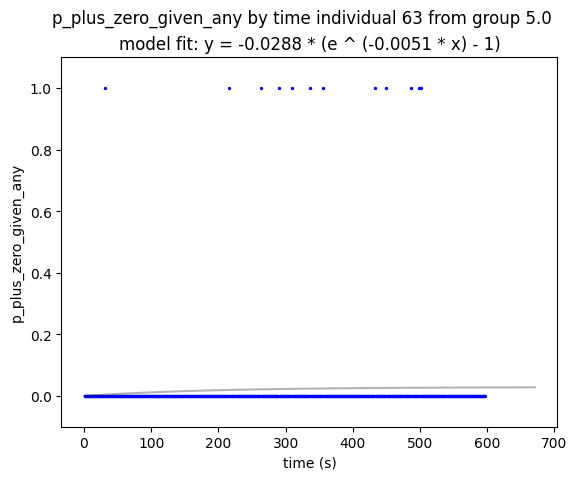 p_plus_zero_given_any by time individual 63 from group 5.0
model fit: y = -0.0288 * (e ^ (-0.0051 * x) - 1)
1.0
0.8
0.6
0.4
0.2
0.0
p_plus_zero_given_any
0 100 200 300 400 500 600 700
time (s)